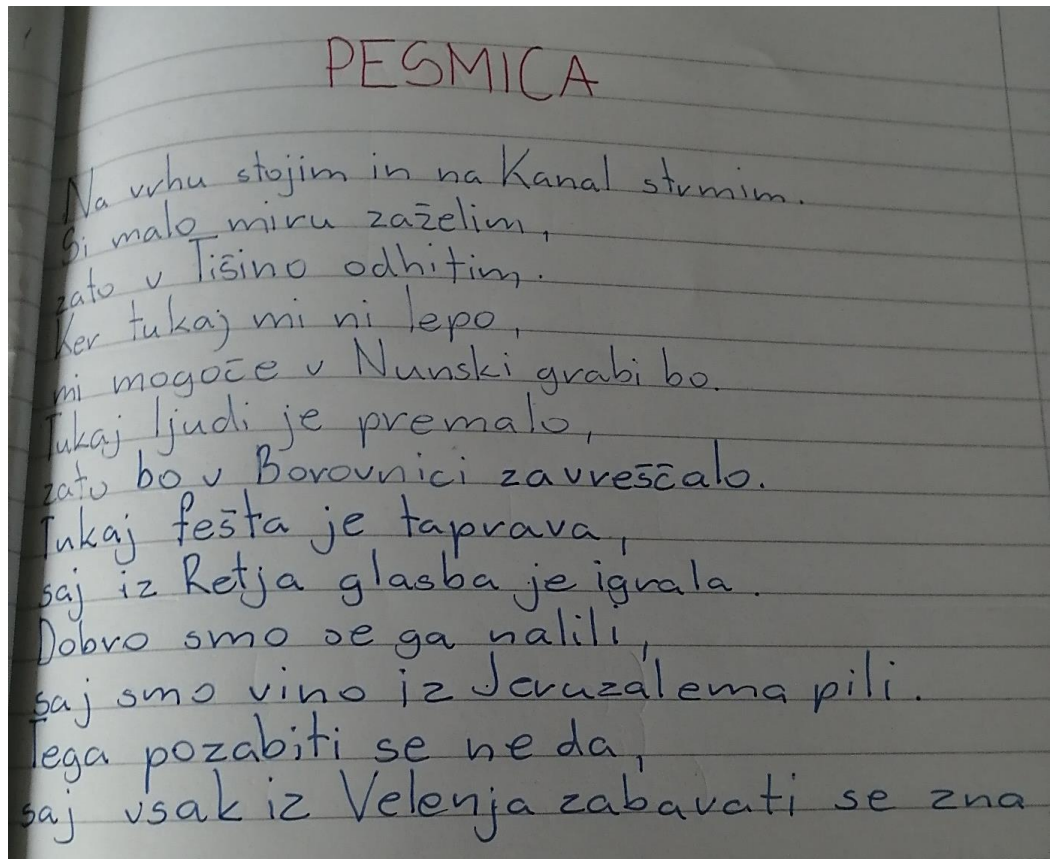 PESMICA
Na vrhu stojim in na Kanal strmim.
Si malo miru zaželim,
zato v Tišino odhitim.
Ker tukaj mi ni lepo,
mi mogoče v Nunski grabi bo.
Tukaj ljudi je premalo,
zato bo v Borovnici zavreščalo.
Tukaj fešta je taprava,
saj iz Retja glasba je igrala.
Dobro smo se ga nalili,
saj smo vino iz Jeruzalema pili.
Tega pozabiti se ne da,
saj vsak iz Velenja zabavati se zna